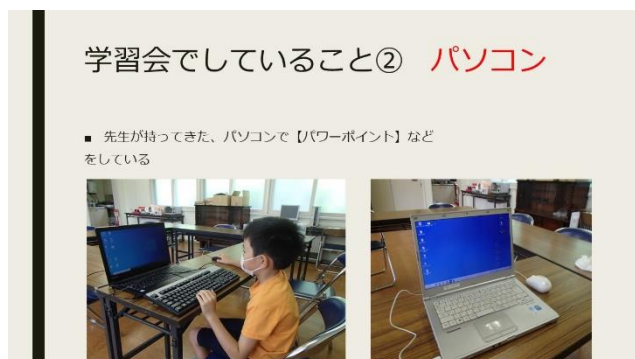 学習会でしていること② パソコン
■ 先生が持ってきた、パソコンで【パワーポイント】など
をしている